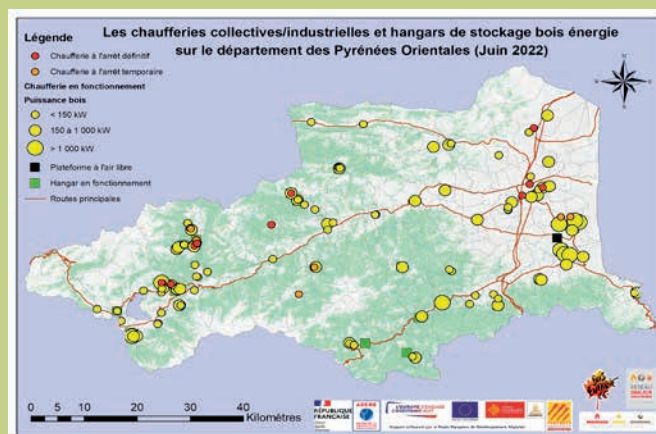 Les chaufferies collectives/industrielles et hangars de stockage bois énergie
sur le département des Pyrénées Orientales (Juin 2022)
Légende
Chaufferie à l'arrêt définitif
Chaufferie à l'arrêt temporaire
Chaufferie en fonctionnement
Puissance bois
< 150 kW
150 à 1 000 kW
> 1 000 kW
Plateforme à l'air libre
Hangar en fonctionnement
Routes principales
0 5 10 20 30 40
Kilomètres
RÉPUBLIQUE
FRANÇAISE
ADEME